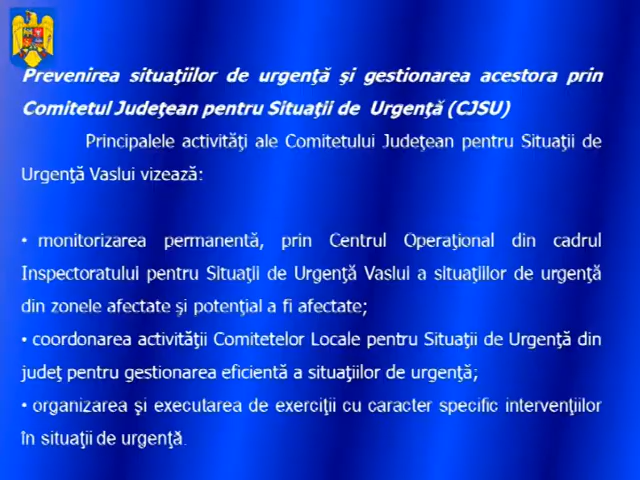 Prevenirea situaţiilor de urgenţă şi gestionarea acestora prin
Comitetul Judeţean pentru Situaţii de Urgenţă (CJSU)
Principalele activităţi ale Comitetului Judeţean pentru Situaţii de
Urgenţă Vaslui vizează:
• monitorizarea permanentă, prin Centrul Operaţional din cadrul
Inspectoratului pentru Situaţii de Urgenţă Vaslui a situaţiilor de urgenţă
din zonele afectate şi potenţial a fi afectate;
• coordonarea activităţii Comitetelor Locale pentru Situaţii de Urgenţă din
judeţ pentru gestionarea eficientă a situaţiilor de urgenţă;
• organizarea şi executarea de exerciţii cu caracter specific intervenţiilor
în situaţii de urgenţă.